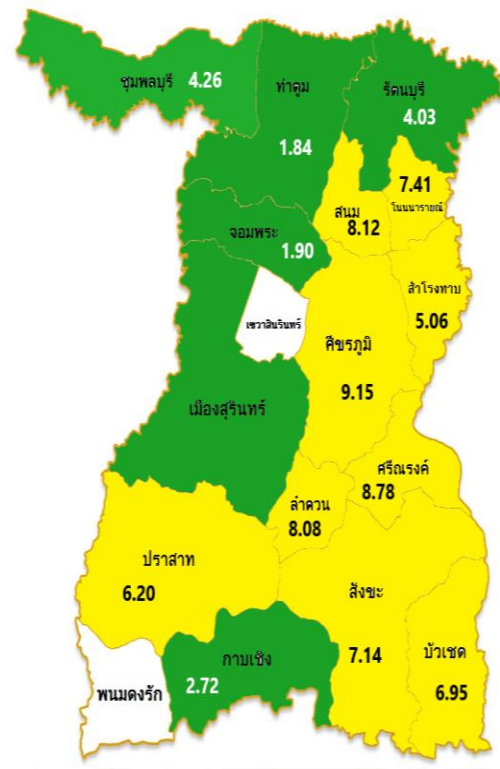 ชุมพลบุรี 4.26
ท่าตูม
1.84
รัตนบุรี
4.03
7.41
โนนนารายณ์
สนม
8.12
จอมพระ
1.90
สำโรงทาบ
5.06
เขวาสินรินทร์
ศีขรภูมิ
9.15
เมืองสุรินทร์
ศรีณรงค์
8.78
ลำดวน
8.08
ปราสาท
6.20
สังขะ
7.14
บัวเชด
6.95
กาบเชิง
2.72
พนมดงรัก